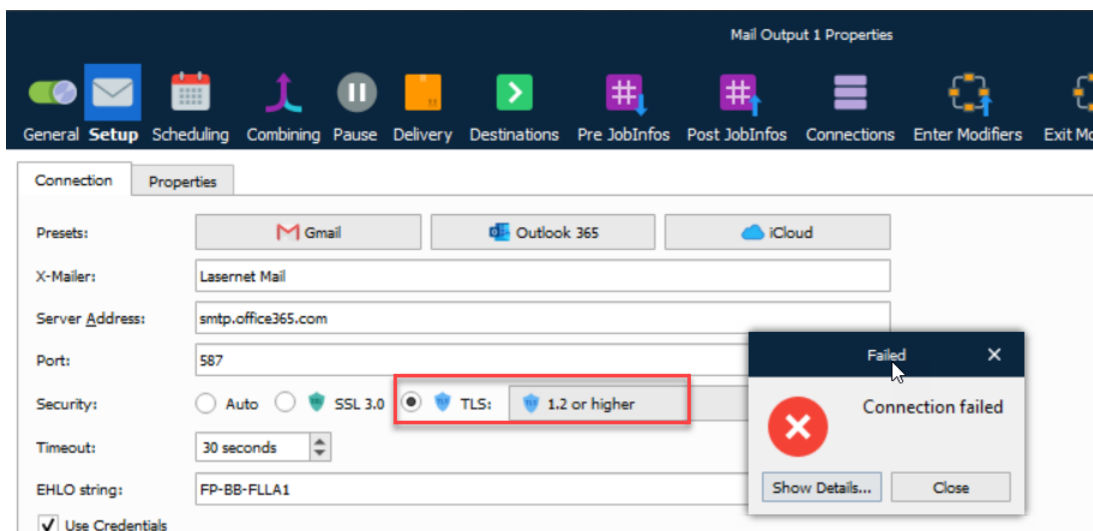 Mail Output 1 Properties
General Setup Scheduling Combining Pause Delivery Destinations Pre JobInfos Post JobInfos Connections Enter Modifiers Exit Mo
Connection Properties
Presets: Gmail Outlook 365 iCloud
X-Mailer: Lasernet Mail
Server Address: smtp.office365.com
Port: 587
Security: Auto SSL 3.0 TLS: 1.2 or higher
Timeout: 30 seconds
EHLO string: FP-BB-FLLA1
Use Credentials
Failed
Connection failed
Show Details... Close